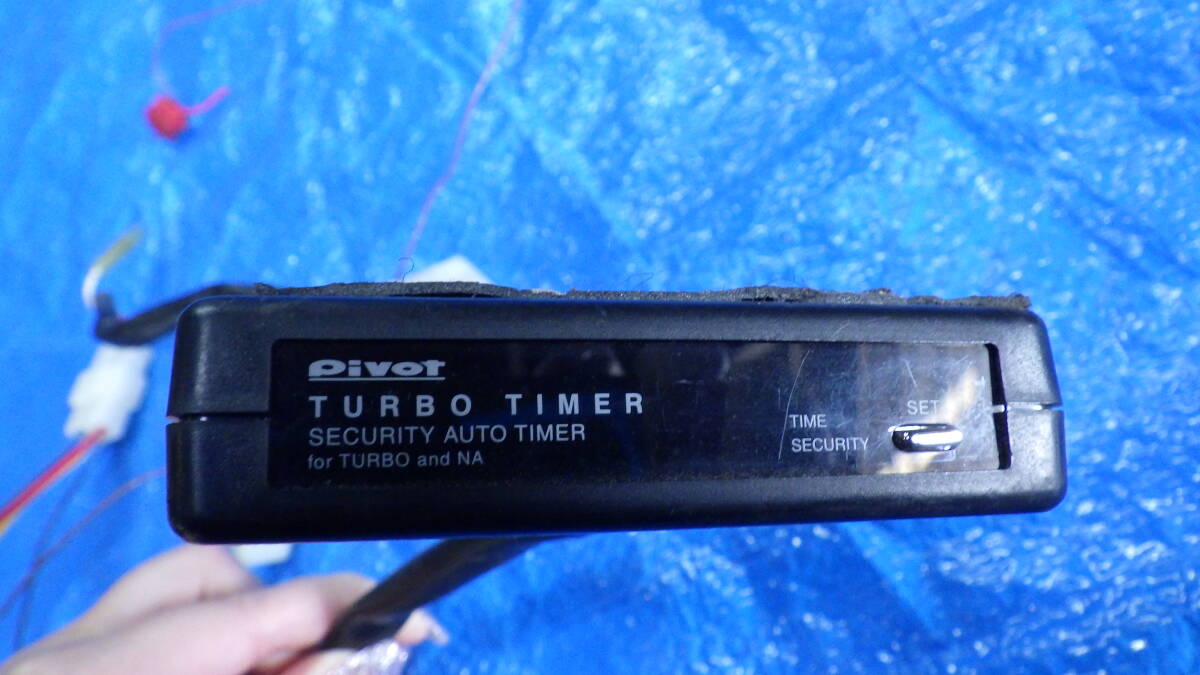 Pivot
TURBO TIMER
SECURITY AUTO TIMER
for TURBO and NA
SET
TIME
SECURITY